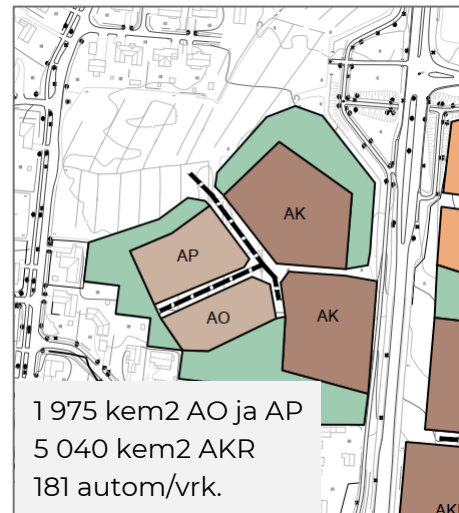 AK
AP
AO
AK
1 975 kem2 AO ja AP
5 040 kem2 AKR
181 autom/vrk.